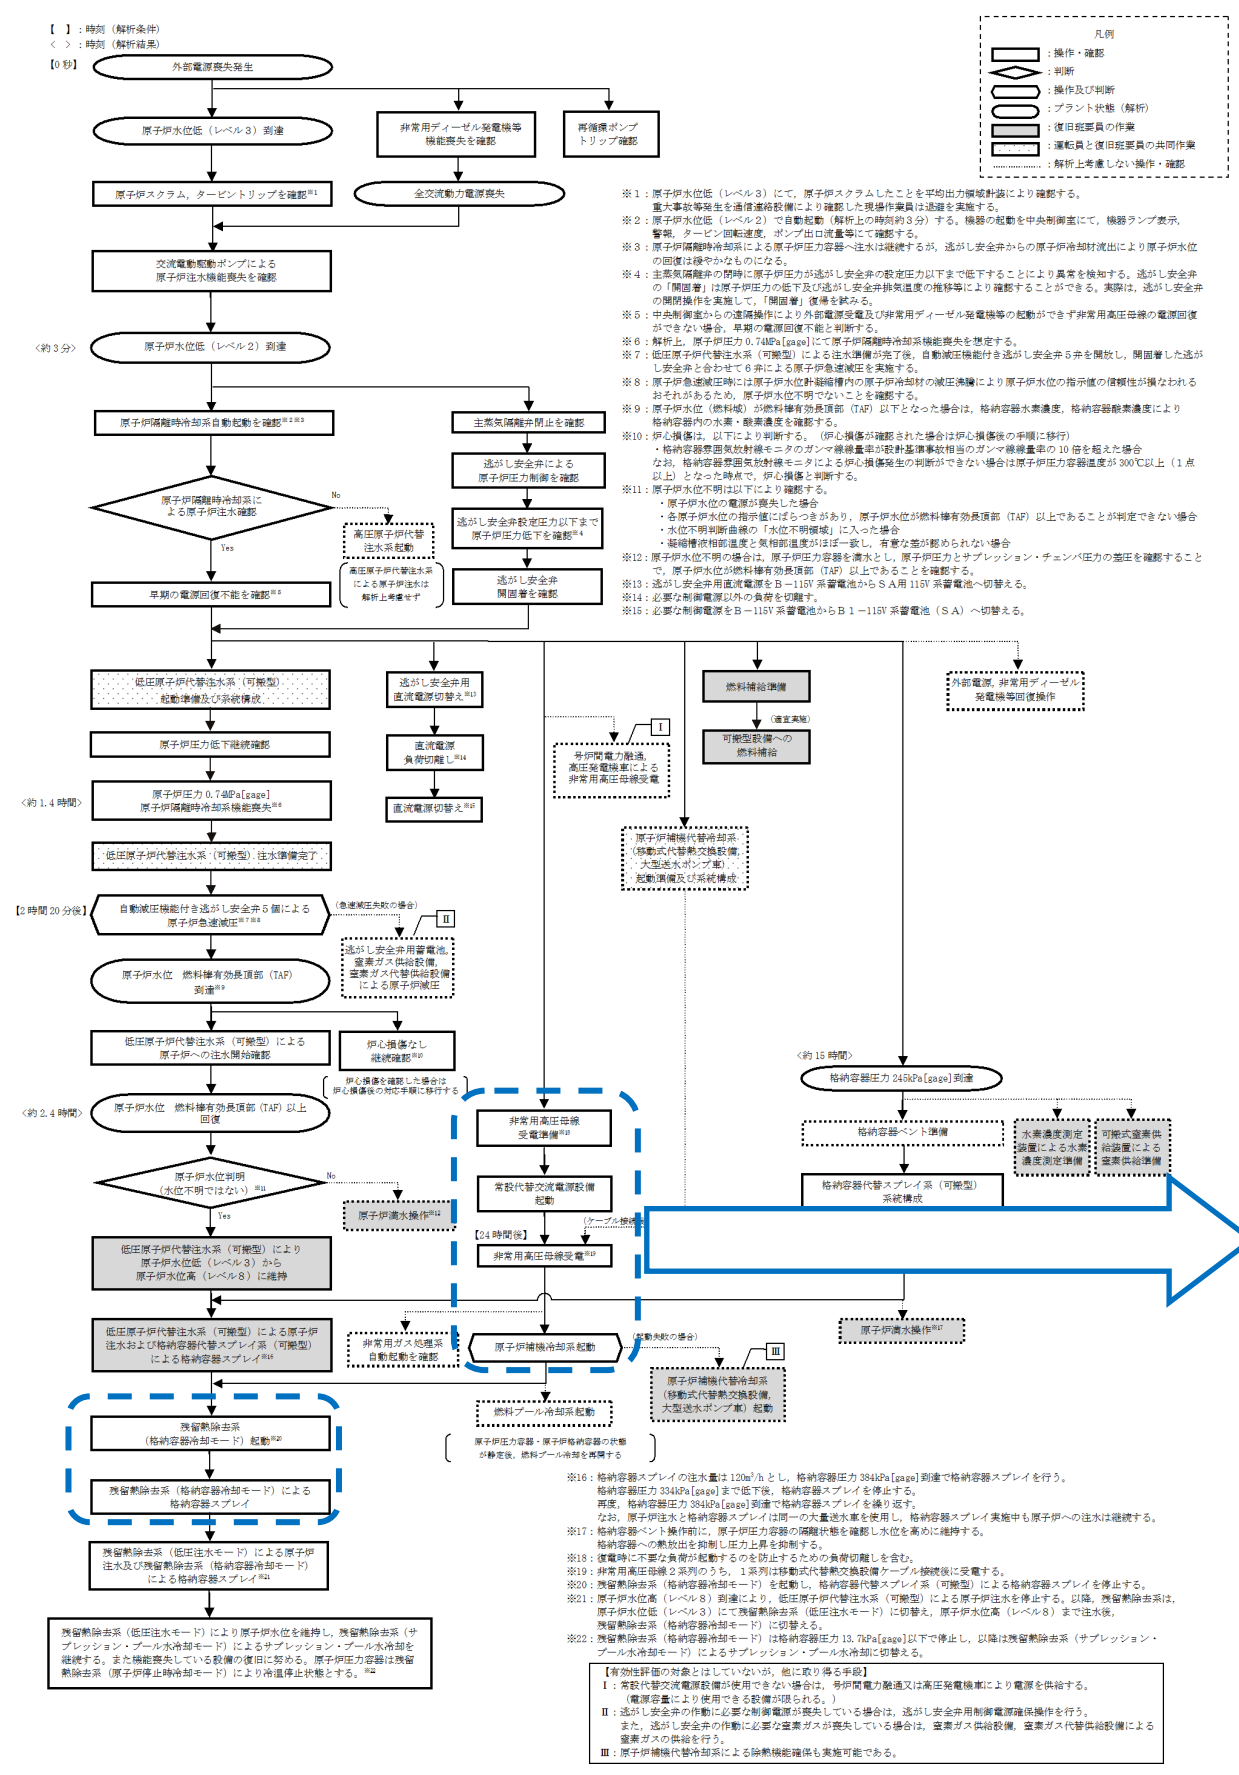 【　】：時刻（解析条件）
＜　＞：時刻（解析結果）
【0秒】
外部電源喪失発生
原子炉水位低（レベル３）到達
非常用ディーゼル発電機等
機能喪失を確認
再循環ポンプ
トリップ確認
原子炉スクラム，タービントリップを確認※1
全交流動力電源喪失
交流電動駆動ポンプによる
原子炉注水機能喪失を確認
＜約3分＞
原子炉水位低（レベル２）到達
原子炉隔離時冷却系自動起動を確認※2※3
主蒸気隔離弁閉止を確認
逃がし安全弁による
原子炉圧力制御を確認
原子炉隔離時冷却系に
よる原子炉注水確認
No
Yes
高圧原子炉代替
注水系起動
高圧原子炉代替注水系
による原子炉注水は
解析上考慮せず
逃がし安全弁設定圧力以下まで
原子炉圧力低下を確認※4
逃がし安全弁
開固着を確認
早期の電源回復不能を確認※5
凡例
：操作・確認
：判断
：操作及び判断
：プラント状態（解析）
：復旧班要員の作業
：運転員と復旧班要員の共同作業
：解析上考慮しない操作・確認
※1：原子炉水位低（レベル３）にて，原子炉スクラムしたことを平均出力領域計装により確認する。
重大事故等発生を通信連絡設備により確認した現場作業員は退避を実施する。
※2：原子炉水位低（レベル２）で自動起動（解析上の時刻約3分）する。機器の起動を中央制御室にて，機器ランプ表示，
警報，タービン回転速度，ポンプ出口流量等にて確認する。
※3：原子炉隔離時冷却系による原子炉圧力容器へ注水は継続するが，逃がし安全弁からの原子炉冷却材流出により原子炉水位
の回復は緩やかなものになる。
※4：主蒸気隔離弁の閉時に原子炉圧力が逃がし安全弁の設定圧力以下まで低下することにより異常を検知する。逃がし安全弁
の「開固着」は原子炉圧力の低下及び逃がし安全弁排気温度の推移等により確認することができる。実際は，逃がし安全弁
の開閉操作を実施して，「開固着」復帰を試みる。
※5：中央制御室からの遠隔操作により外部電源受電及び非常用ディーゼル発電機等の起動ができず非常用高圧母線の電源回復
ができない場合，早期の電源回復不能と判断する。
※6：解析上，原子炉圧力0.74MPa[gage]にて原子炉隔離時冷却系機能喪失を想定する。
※7：低圧原子炉代替注水系（可搬型）による注水準備が完了後，自動減圧機能付き逃がし安全弁5弁を開放し，開固着した逃が
し安全弁と合わせて6弁による原子炉急速減圧を実施する。
※8：原子炉急速減圧時には原子炉水位計凝縮槽内の原子炉冷却材の減圧沸騰により原子炉水位の指示値の信頼性が損なわれる
おそれがあるため，原子炉水位不明でないことを確認する。
※9：原子炉水位（燃料域）が燃料棒有効長頂部（TAF）以下となった場合は，格納容器水素濃度，格納容器酸素濃度により
格納容器内の水素・酸素濃度を確認する。
※10：炉心損傷は，以下により判断する。（炉心損傷が確認された場合は炉心損傷後の手順に移行）
・格納容器雰囲気放射線モニタのガンマ線線量率が設計基準事故相当のガンマ線線量率の10倍を超えた場合
なお，格納容器雰囲気放射線モニタによる炉心損傷発生の判断ができない場合は原子炉圧力容器温度が300℃以上（1点
以上）となった時点で，炉心損傷と判断する。
※11：原子炉水位不明は以下により確認する。
・原子炉水位の電源が喪失した場合
・各原子炉水位の指示値にばらつきがあり，原子炉水位が燃料棒有効長頂部（TAF）以上であることが判定できない場合
・水位不明判断曲線の「水位不明領域」に入った場合
・凝縮槽液相部温度と気相部温度がほぼ一致し，有意な差が認められない場合
※12：原子炉水位不明の場合は，原子炉圧力容器を満水とし，原子炉圧力とサプレッション・チェンバ圧力の差圧を確認すること
で，原子炉水位が燃料棒有効長頂部（TAF）以上であることを確認する。
※13：逃がし安全弁用直流電源をＢ－115V系蓄電池からＳＡ用115V系蓄電池へ切替える。
※14：必要な制御電源以外の負荷を切離す。
※15：必要な制御電源をＢ－115V系蓄電池からＢ１－115V系蓄電池（ＳＡ）へ切替える。
低圧原子炉代替注水系（可搬型）
起動準備及び系統構成
逃がし安全弁用
直流電源切替え※13
燃料補給準備
外部電源，非常用ディーゼル
発電機等回復操作
（適宜実施）
可搬型設備への
燃料補給
原子炉圧力低下継続確認
直流電源
負荷切離し※14
Ⅰ
号炉間電力融通，
高圧発電機車による
非常用高圧母線受電
＜約1.4時間＞
原子炉圧力0.74MPa[gage]
原子炉隔離時冷却系機能喪失※6
直流電源切替え※15
低圧原子炉代替注水系（可搬型）注水準備完了
原子炉補機代替冷却系
（移動式代替熱交換設備，
大型送水ポンプ車）
起動準備及び系統構成
【2時間20分後】
自動減圧機能付き逃がし安全弁5個による
原子炉急速減圧※7※8
（急速減圧失敗の場合）
Ⅱ
逃がし安全弁用蓄電池，
窒素ガス供給設備，
窒素ガス代替供給設備
による原子炉減圧
原子炉水位　燃料棒有効長頂部（TAF）
到達※9
低圧原子炉代替注水系（可搬型）による
原子炉への注水開始確認
炉心損傷なし
継続確認※10
炉心損傷を確認した場合は
炉心損傷後の対応手順に移行する
＜約15時間＞
格納容器圧力245kPa[gage]到達
＜約2.4時間＞
原子炉水位　燃料棒有効長頂部（TAF）以上
回復
非常用高圧母線
受電準備※18
格納容器ベント準備
水素濃度測定
装置による水素
濃度測定準備
可搬式窒素供
給装置による
窒素供給準備
原子炉水位判明
（水位不明ではない）※11
No
Yes
原子炉満水操作※12
常設代替交流電源設備
起動
格納容器代替スプレイ系（可搬型）
系統構成
【24時間後】
（ケーブル接続
非常用高圧母線受電※19
低圧原子炉代替注水系（可搬型）により
原子炉水位低（レベル３）から
原子炉水位高（レベル８）に維持
低圧原子炉代替注水系（可搬型）による原子炉
注水および格納容器代替スプレイ系（可搬型）
による格納容器スプレイ※16
非常用ガス処理系
自動起動を確認
原子炉補機冷却系起動
（起動失敗の場合）
Ⅲ
原子炉満水操作※17
原子炉補機代替冷却系
（移動式代替熱交換設備，
大型送水ポンプ車）起動
燃料プール冷却系起動
原子炉圧力容器・原子炉格納容器の状態
が静定後，燃料プール冷却を再開する
残留熱除去系
（格納容器冷却モード）起動※20
残留熱除去系（格納容器冷却モード）による
格納容器スプレイ
残留熱除去系（低圧注水モード）による原子炉
注水及び残留熱除去系（格納容器冷却モード）
による格納容器スプレイ※21
残留熱除去系（低圧注水モード）により原子炉水位を維持し，残留熱除去系（サ
プレッション・プール水冷却モード）によるサプレッション・プール水冷却を
継続する。また機能喪失している設備の復旧に努める。原子炉圧力容器は残留
熱除去系（原子炉停止時冷却モード）により冷温停止状態とする。※22
※16：格納容器スプレイの注水量は120m³/hとし，格納容器圧力384kPa[gage]到達で格納容器スプレイを行う。
格納容器圧力334kPa[gage]まで低下後，格納容器スプレイを停止する。
再度，格納容器圧力384kPa[gage]到達で格納容器スプレイを繰り返す。
なお，原子炉注水と格納容器スプレイは同一の大量送水車を使用し，格納容器スプレイ実施中も原子炉への注水は継続する。
※17：格納容器ベント操作前に，原子炉圧力容器の隔離状態を確認し水位を高めに維持する。
格納容器への熱放出を抑制し圧力上昇を抑制する。
※18：復電時に不要な負荷が起動するのを防止するための負荷切離しを含む。
※19：非常用高圧母線２系列のうち，１系列は移動式代替熱交換設備ケーブル接続後に受電する。
※20：残留熱除去系（格納容器冷却モード）を起動し，格納容器代替スプレイ系（可搬型）による格納容器スプレイを停止する。
※21：原子炉水位高（レベル８）到達により，低圧原子炉代替注水系（可搬型）による原子炉注水を停止する。以降，残留熱除去系は，
原子炉水位低（レベル３）にて残留熱除去系（低圧注水モード）に切替え，原子炉水位高（レベル８）まで注水後，
残留熱除去系（格納容器冷却モード）に切替える。
※22：残留熱除去系（格納容器冷却モード）は格納容器圧力13.7kPa[gage]以下で停止し，以降は残留熱除去系（サプレッション・
プール水冷却モード）によるサプレッション・プール水冷却に切替える。
【有効性評価の対象とはしていないが，他に取り得る手段】
Ⅰ：常設代替交流電源設備が使用できない場合は，号炉間電力融通又は高圧発電機車により電源を供給する。
（電源容量により使用できる設備が限られる。）
Ⅱ：逃がし安全弁の作動に必要な制御電源が喪失している場合は，逃がし安全弁用制御電源確保操作を行う。
また，逃がし安全弁の作動に必要な窒素ガスが喪失している場合は，窒素ガス供給設備，窒素ガス代替供給設備による
窒素ガスの供給を行う。
Ⅲ：原子炉補機代替冷却系による除熱機能確保も実施可能である。